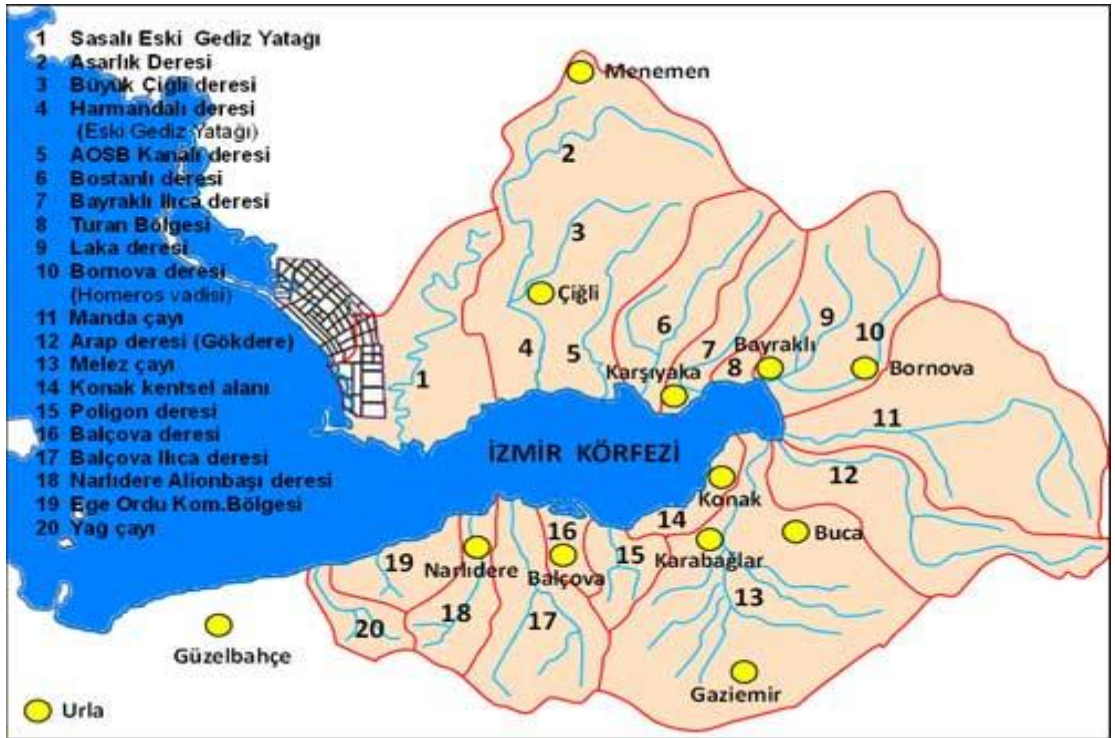 1 Sasalı Eski Gediz Yatağı
2 Asarlık Deresi
3 Büyük Çiğli deresi
4 Harmandalı deresi
(Eski Gediz Yatağı)
5 AOSB Kanalı deresi
6 Bostanlı deresi
7 Bayraklı Ilıca deresi
8 Turan Bölgesi
9 Laka deresi
10 Bornova deresi
(Homeros vadisi)
11 Manda çayı
12 Arap deresi (Gökdere)
13 Melez çayı
14 Konak kentsel alanı
15 Poligon deresi
16 Balçova deresi
17 Balçova Ilıca deresi
18 Narlıdere Alionbaşı deresi
19 Ege Ordu Kom.Bölgesi
20 Yag çayı
Menemen
2
3
Çiğli
1
4
5
6
7
8
9
10
Karşıyaka
Bayraklı
Bornova
11
İZMİR KÖRFEZİ
12
Konak
14
Buca
16
15
Karabağlar
19
Narlıdere
Balçova
13
18
17
20
Güzelbahçe
Gaziemir
Urla